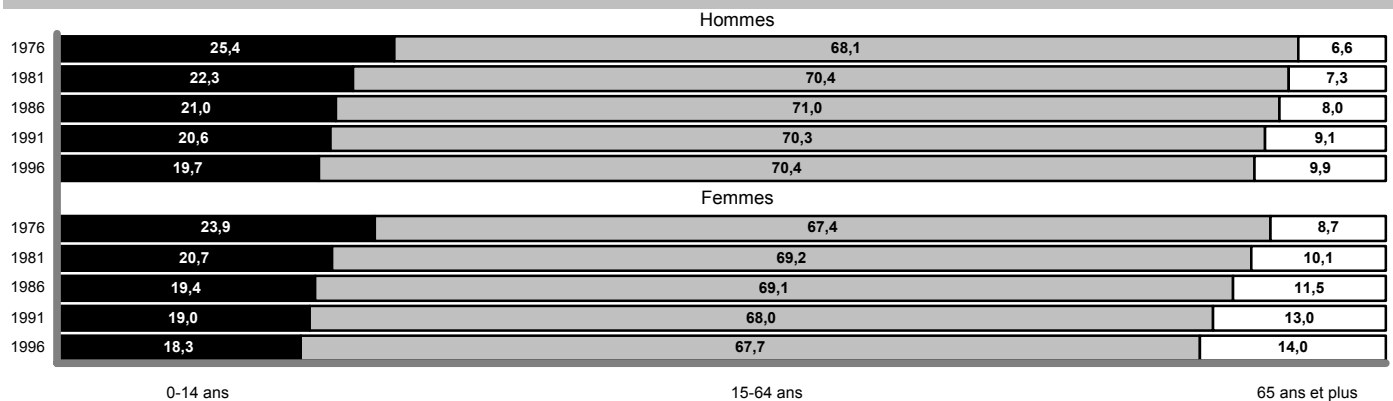 Hommes
1976 25,4 68,1 6,6
1981 22,3 70,4 7,3
1986 21,0 71,0 8,0
1991 20,6 70,3 9,1
1996 19,7 70,4 9,9
Femmes
1976 23,9 67,4 8,7
1981 20,7 69,2 10,1
1986 19,4 69,1 11,5
1991 19,0 68,0 13,0
1996 18,3 67,7 14,0
0-14 ans 15-64 ans 65 ans et plus